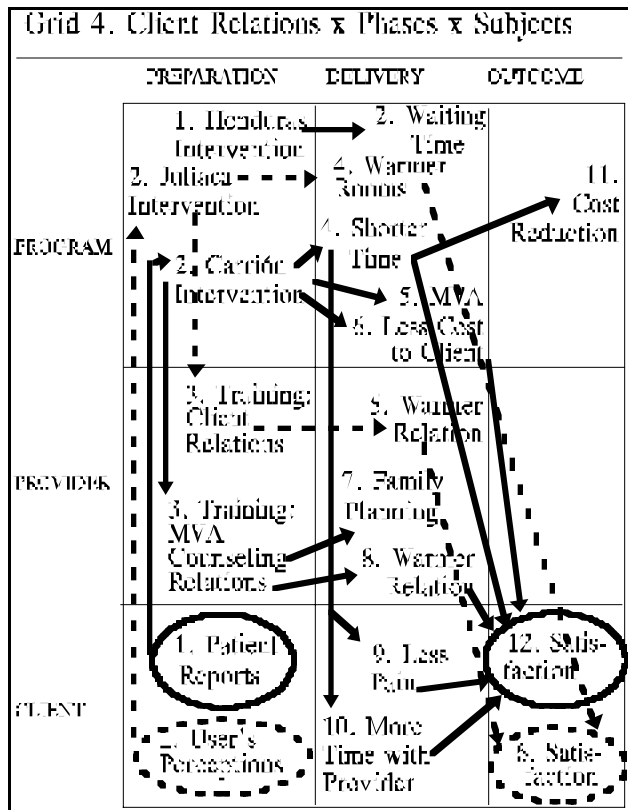 Grid 4. Client Relations x Phases x Subjects
PREPARATION DELIVERY OUTCOME
PROGRAM
1. Honduras
Intervention
2. Waiting
Time
2. Juliaca
Intervention
4. Warmer
Rooms
11.
Cost
Reduction
4. Shorter
Time
2. Carrión
Intervention
5. MVA
6. Less Cost
to Client
PROVIDER
3. Training:
Client
Relations
5. Warmer
Relation
7. Family
Planning
3. Training:
MVA
Counseling
Relations
8. Warmer
Relation
CLIENT
1. Patient
Reports
9. Less
Pain
12. Satis-
faction
User's
Perceptions
10. More
Time with
Provider
6. Satis-
faction